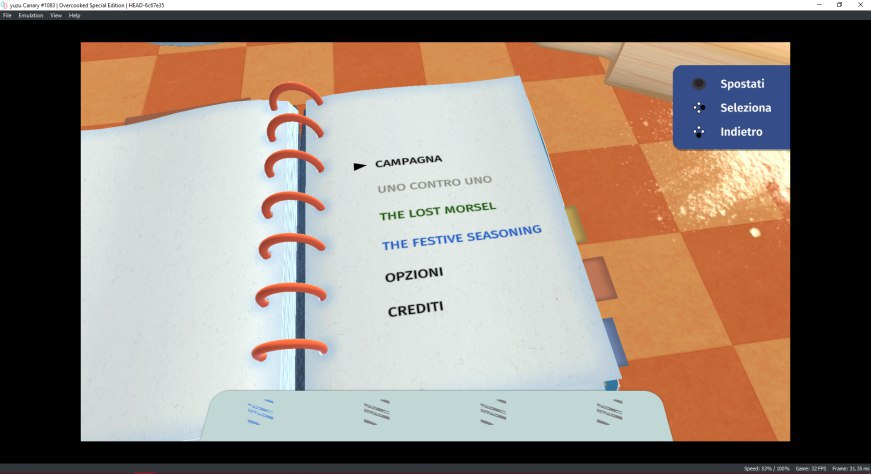 yuzu Canary #1083 | Overcooked Special Edition | HEAD-6c67e35
File Emulation View Help
Spostati
Seleziona
Indietro
CAMPAGNA
UNO CONTRO UNO
THE LOST MORSEL
THE FESTIVE SEASONING
OPZIONI
CREDITI
Speed: 53% / 100% Game: 32 FPS Frame: 31.35 ms